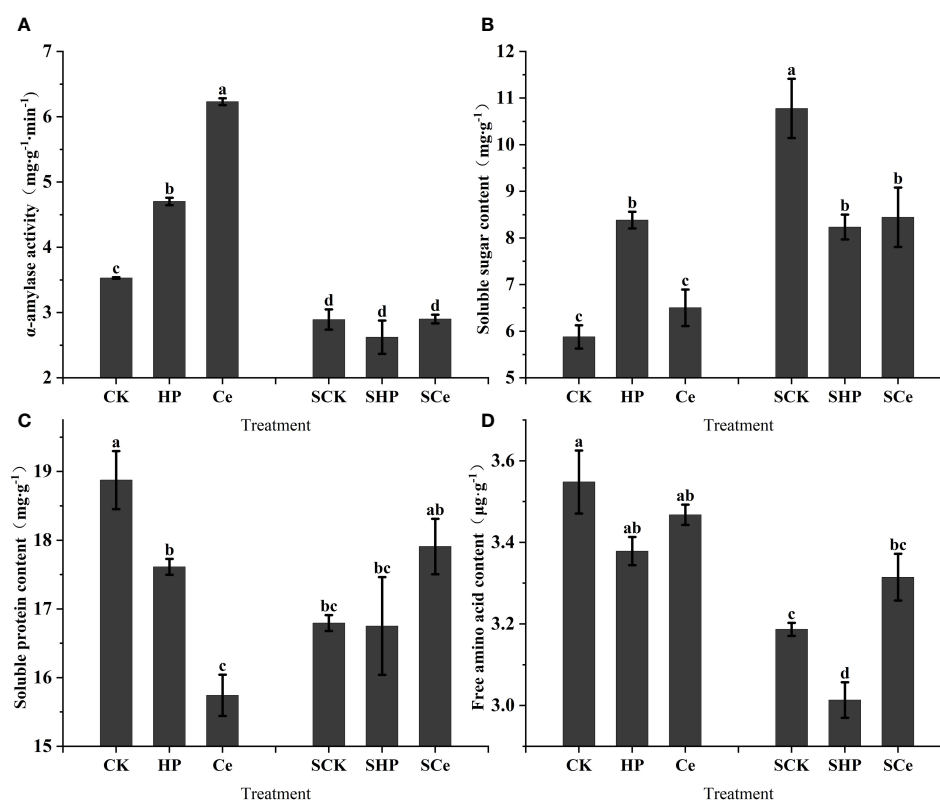 A
α-amylase activity（mg·g⁻¹·min⁻¹）
7
6
5
4
3
2
a
b
c
d
d
d
CK HP Ce SCK SHP SCe
Treatment
B
Soluble sugar content（mg·g⁻¹）
12
11
10
9
8
7
6
5
a
b
b
b
c
c
CK HP Ce SCK SHP SCe
Treatment
C
Soluble protein content（mg·g⁻¹）
19
18
17
16
15
a
b
c
bc
bc
ab
CK HP Ce SCK SHP SCe
Treatment
D
Free amino acid content（μg·g⁻¹）
3.6
3.4
3.2
3.0
a
ab
ab
c
d
bc
CK HP Ce SCK SHP SCe
Treatment